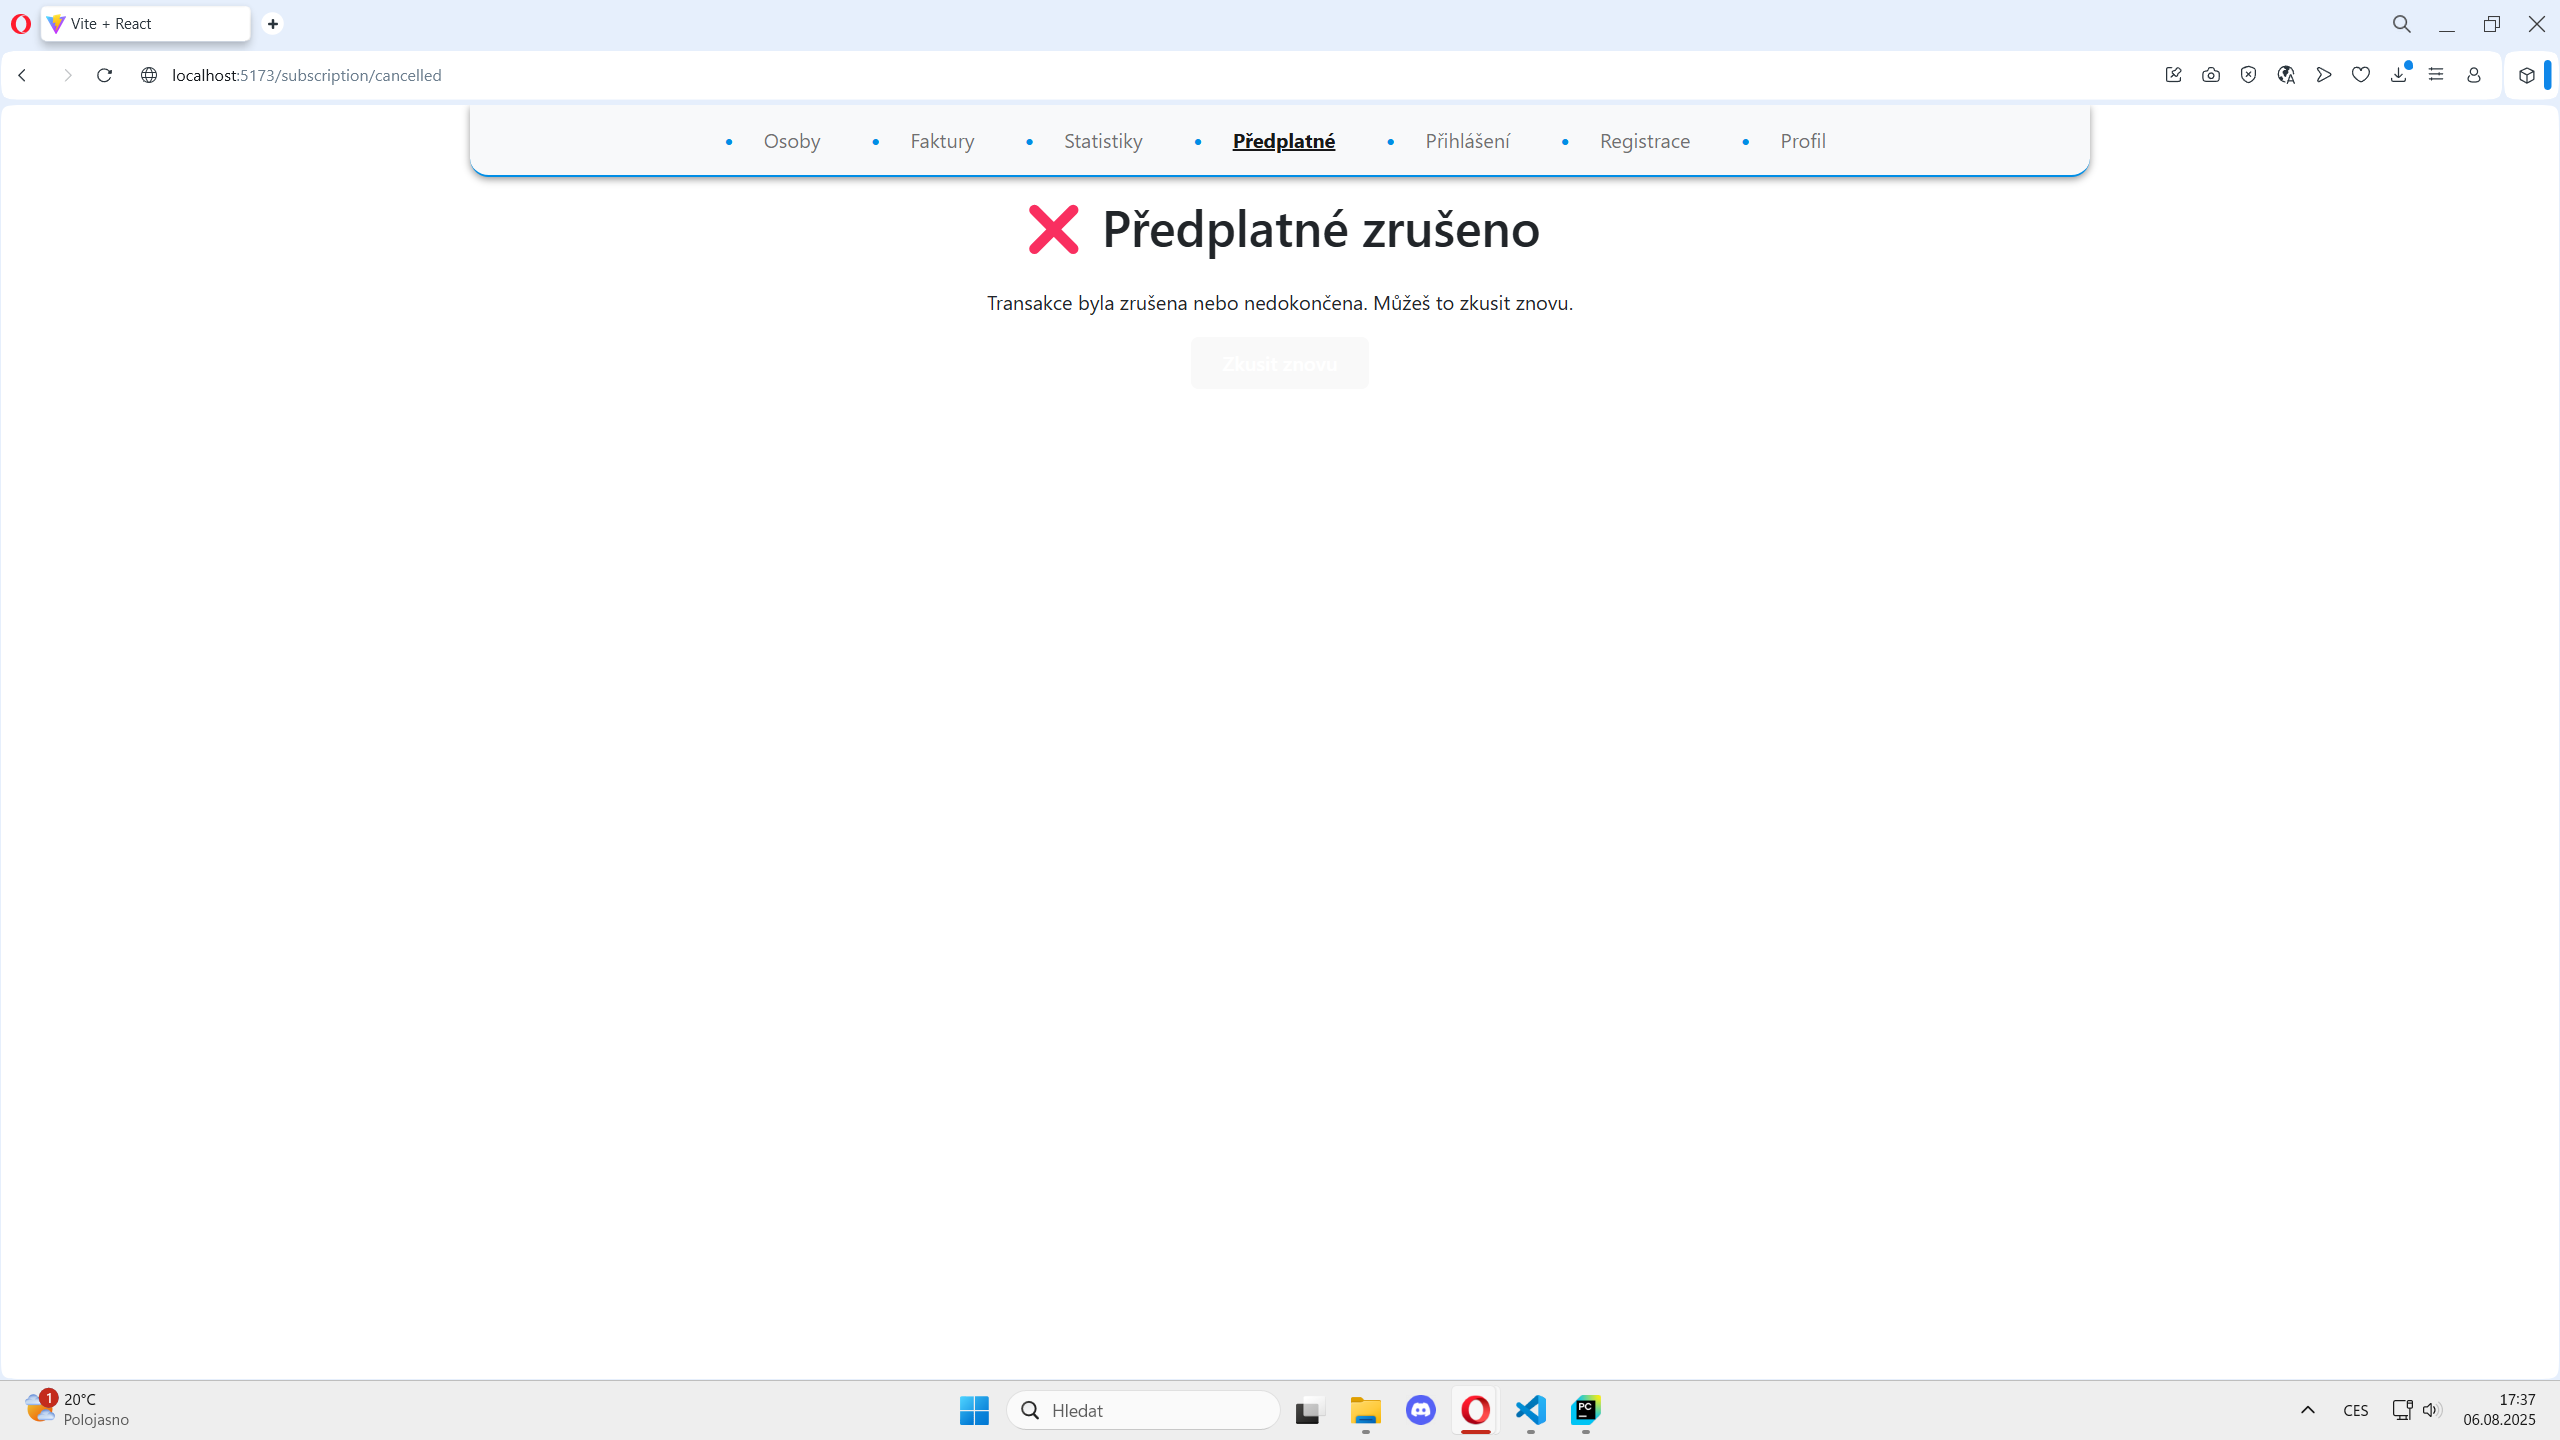 Vite + React
localhost:5173/subscription/cancelled
Osoby
Faktury
Statistiky
Předplatné
Přihlášení
Registrace
Profil
Předplatné zrušeno
Transakce byla zrušena nebo nedokončena. Můžeš to zkusit znovu.
Zkusit znovu
1
20°C
Polojasno
Hledat
PC
CES
17:37
06.08.2025